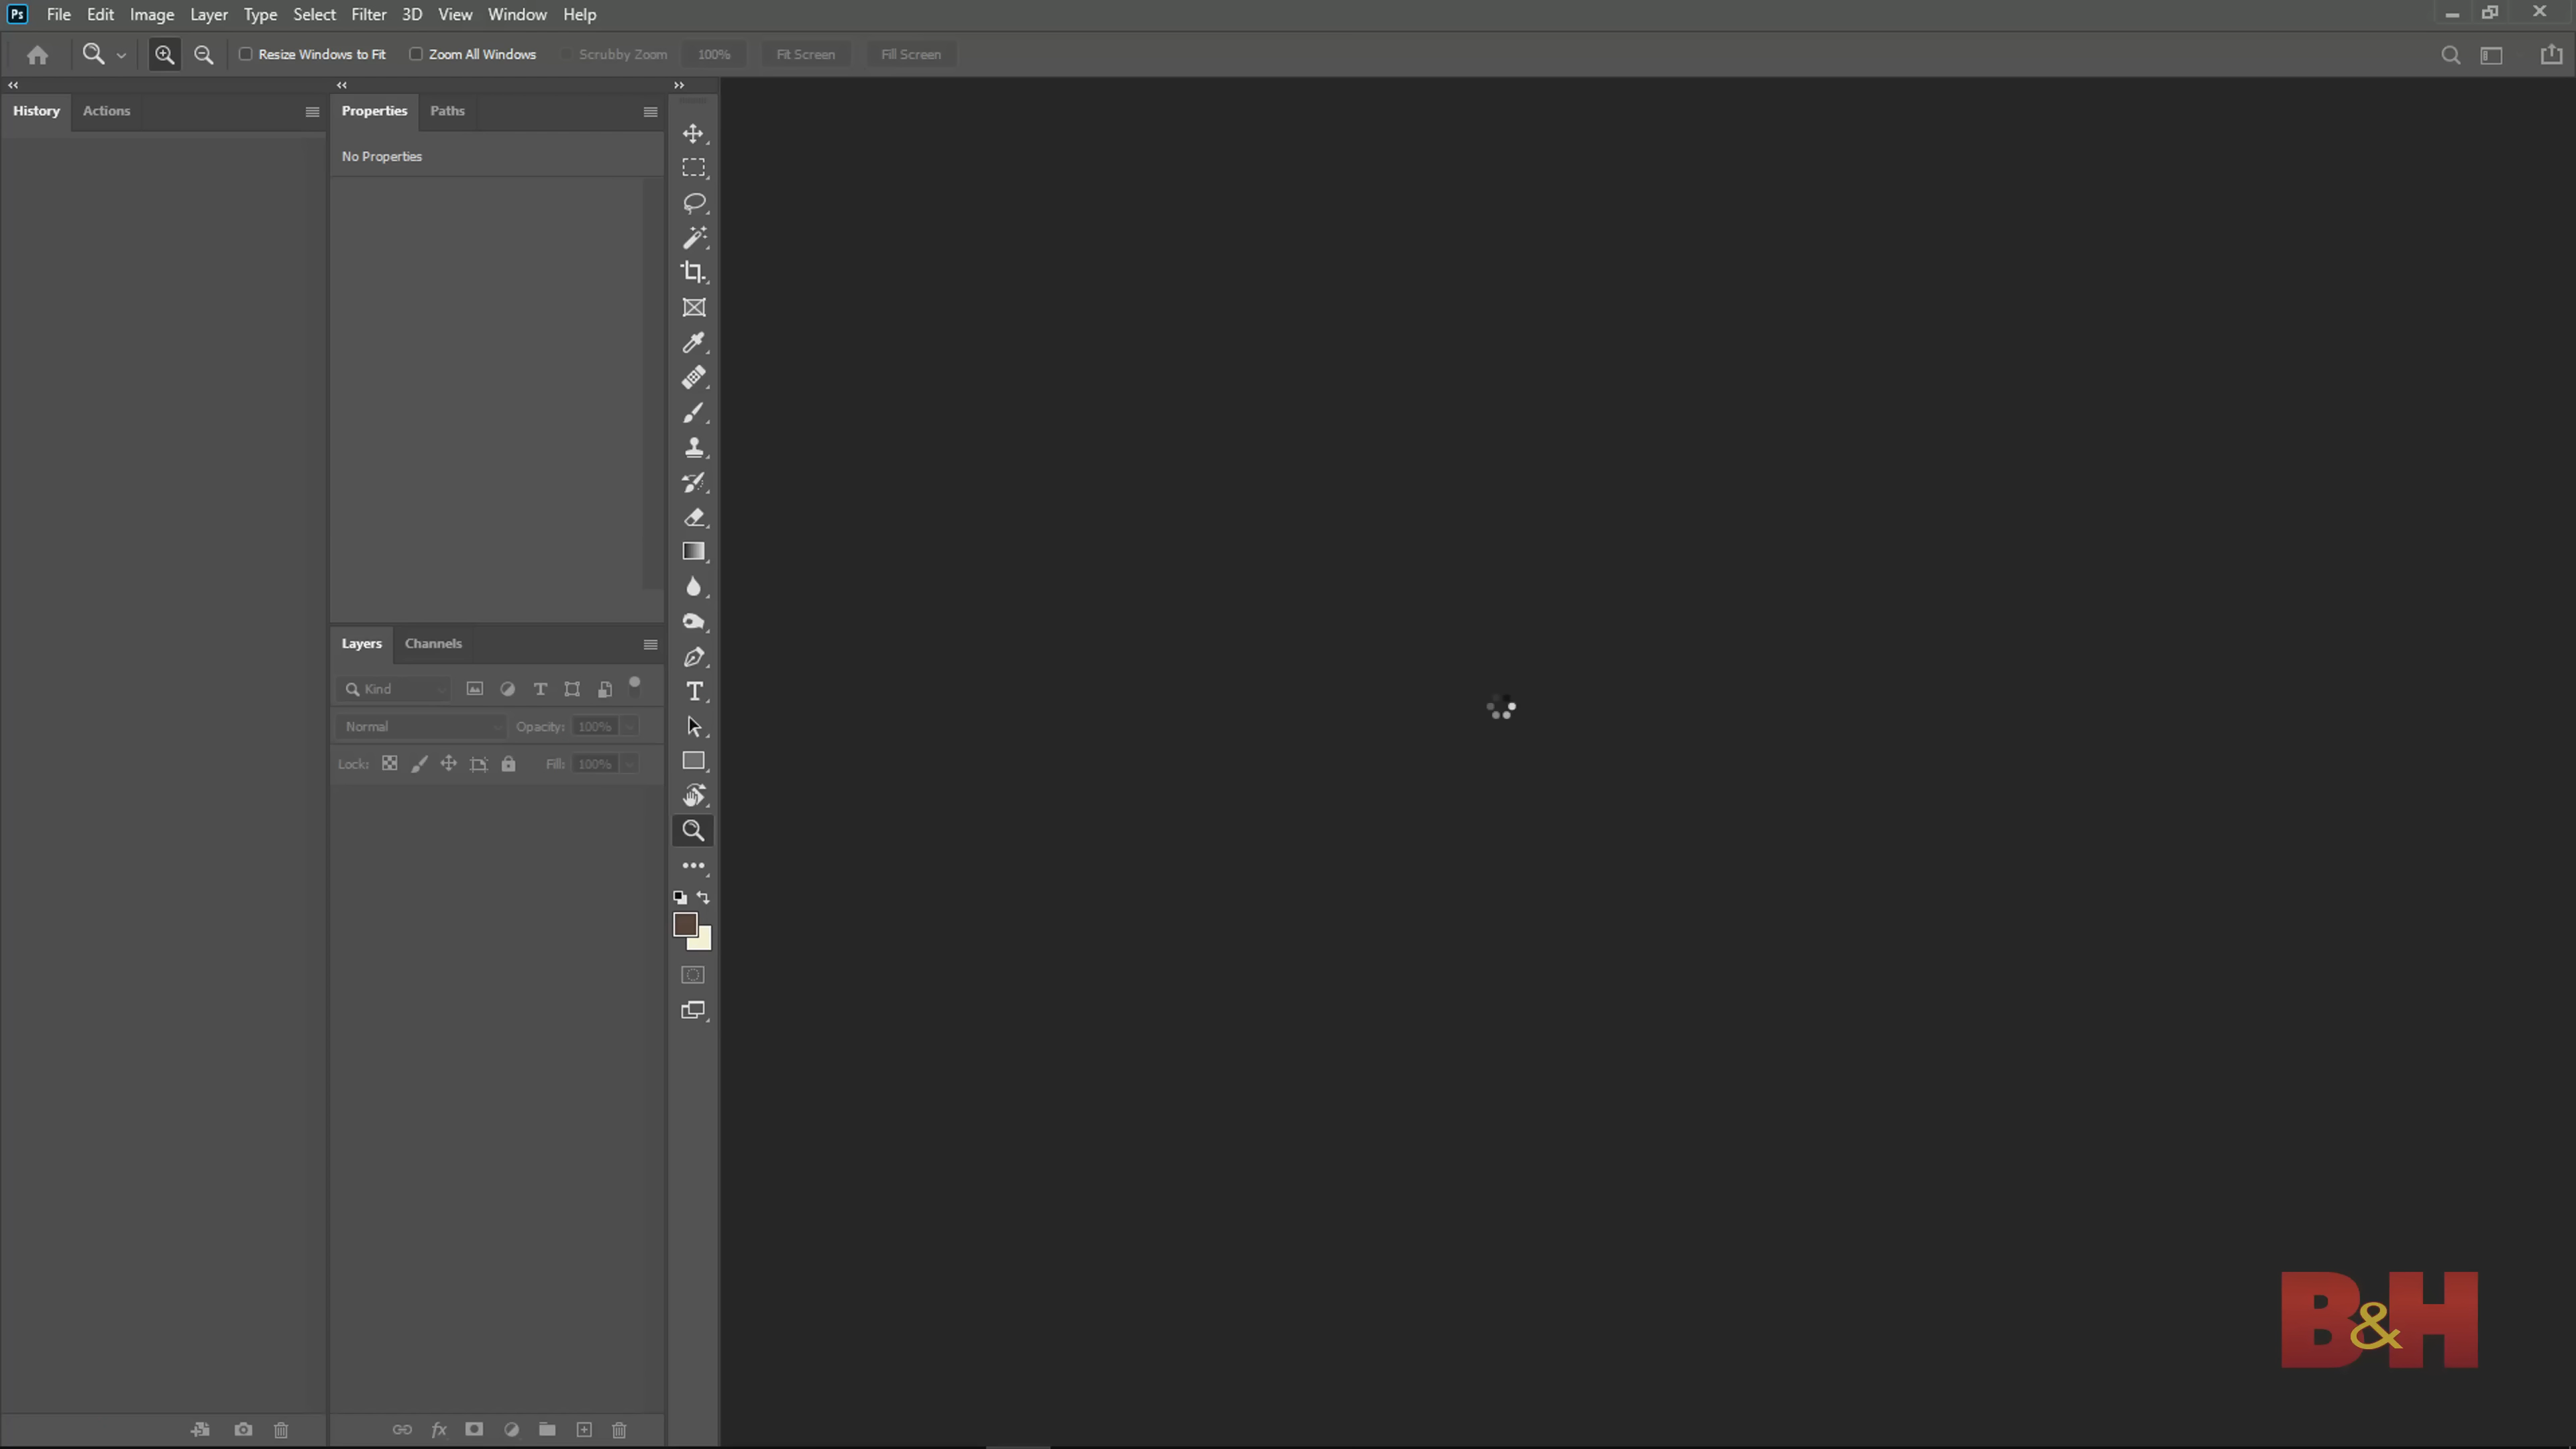 Ps File Edit Image Layer Type Select Filter 3D View Window Help
Resize Windows to Fit Zoom All Windows Scrubby Zoom 100% Fit Screen Fill Screen
History Actions
Properties Paths
No Properties
Layers Channels
Kind
Normal Opacity: 100%
Lock: Fill: 100%
fx
B&H